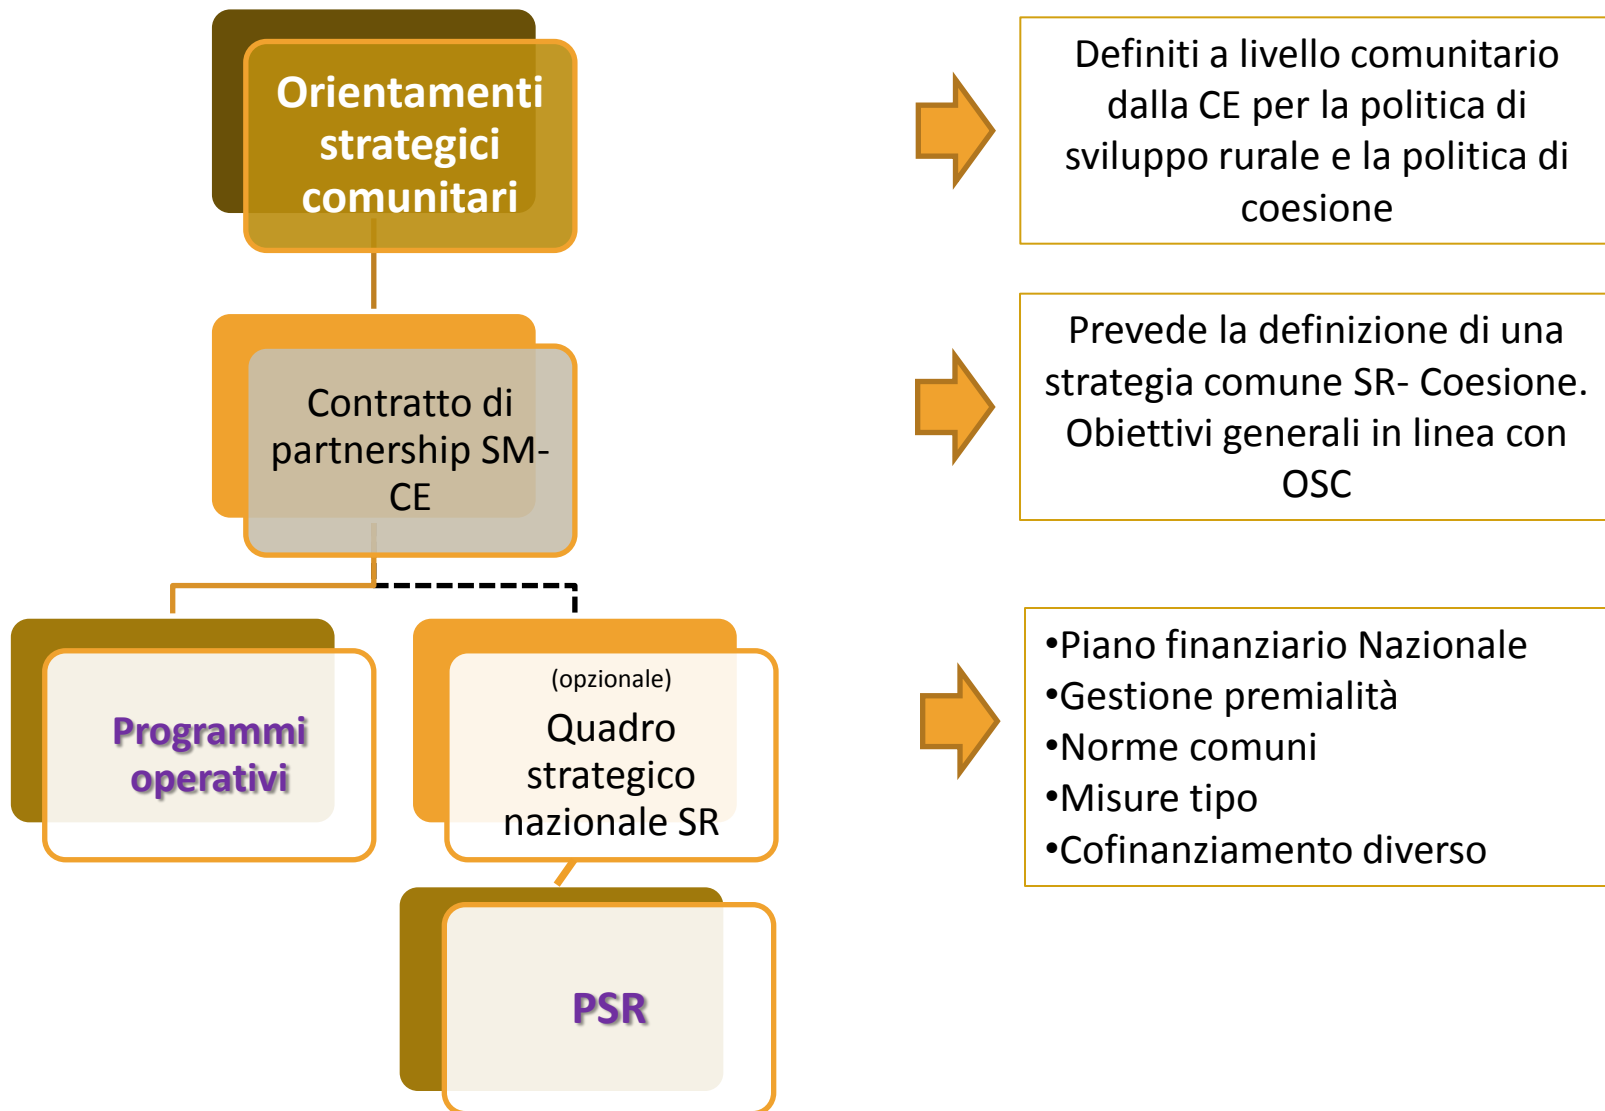 Orientamenti
strategici
comunitari
Definiti a livello comunitario
dalla CE per la politica di
sviluppo rurale e la politica di
coesione
Contratto di
partnership SM-
CE
Prevede la definizione di una
strategia comune SR- Coesione.
Obiettivi generali in linea con
OSC
Programmi
operativi
(opzionale)
Quadro
strategico
nazionale SR
•Piano finanziario Nazionale
•Gestione premialità
•Norme comuni
•Misure tipo
•Cofinanziamento diverso
PSR